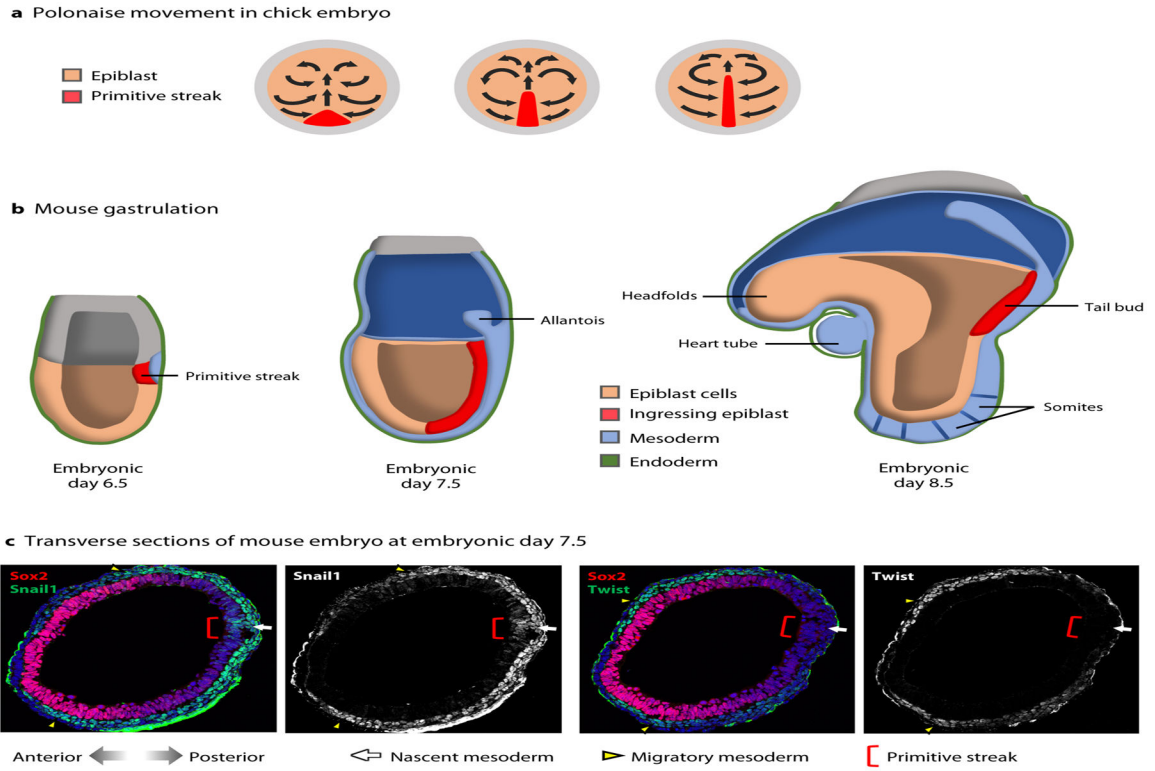 a Polonaise movement in chick embryo
Epiblast
Primitive streak
b Mouse gastrulation
Headfolds
Heart tube
Allantois
Tail bud
Primitive streak
Epiblast cells
Ingressing epiblast
Mesoderm
Endoderm
Somites
Embryonic
day 6.5
Embryonic
day 7.5
Embryonic
day 8.5
c Transverse sections of mouse embryo at embryonic day 7.5
Sox2
Snail1
Snail1
Sox2
Twist
Twist
Anterior
Posterior
Nascent mesoderm
Migratory mesoderm
Primitive streak